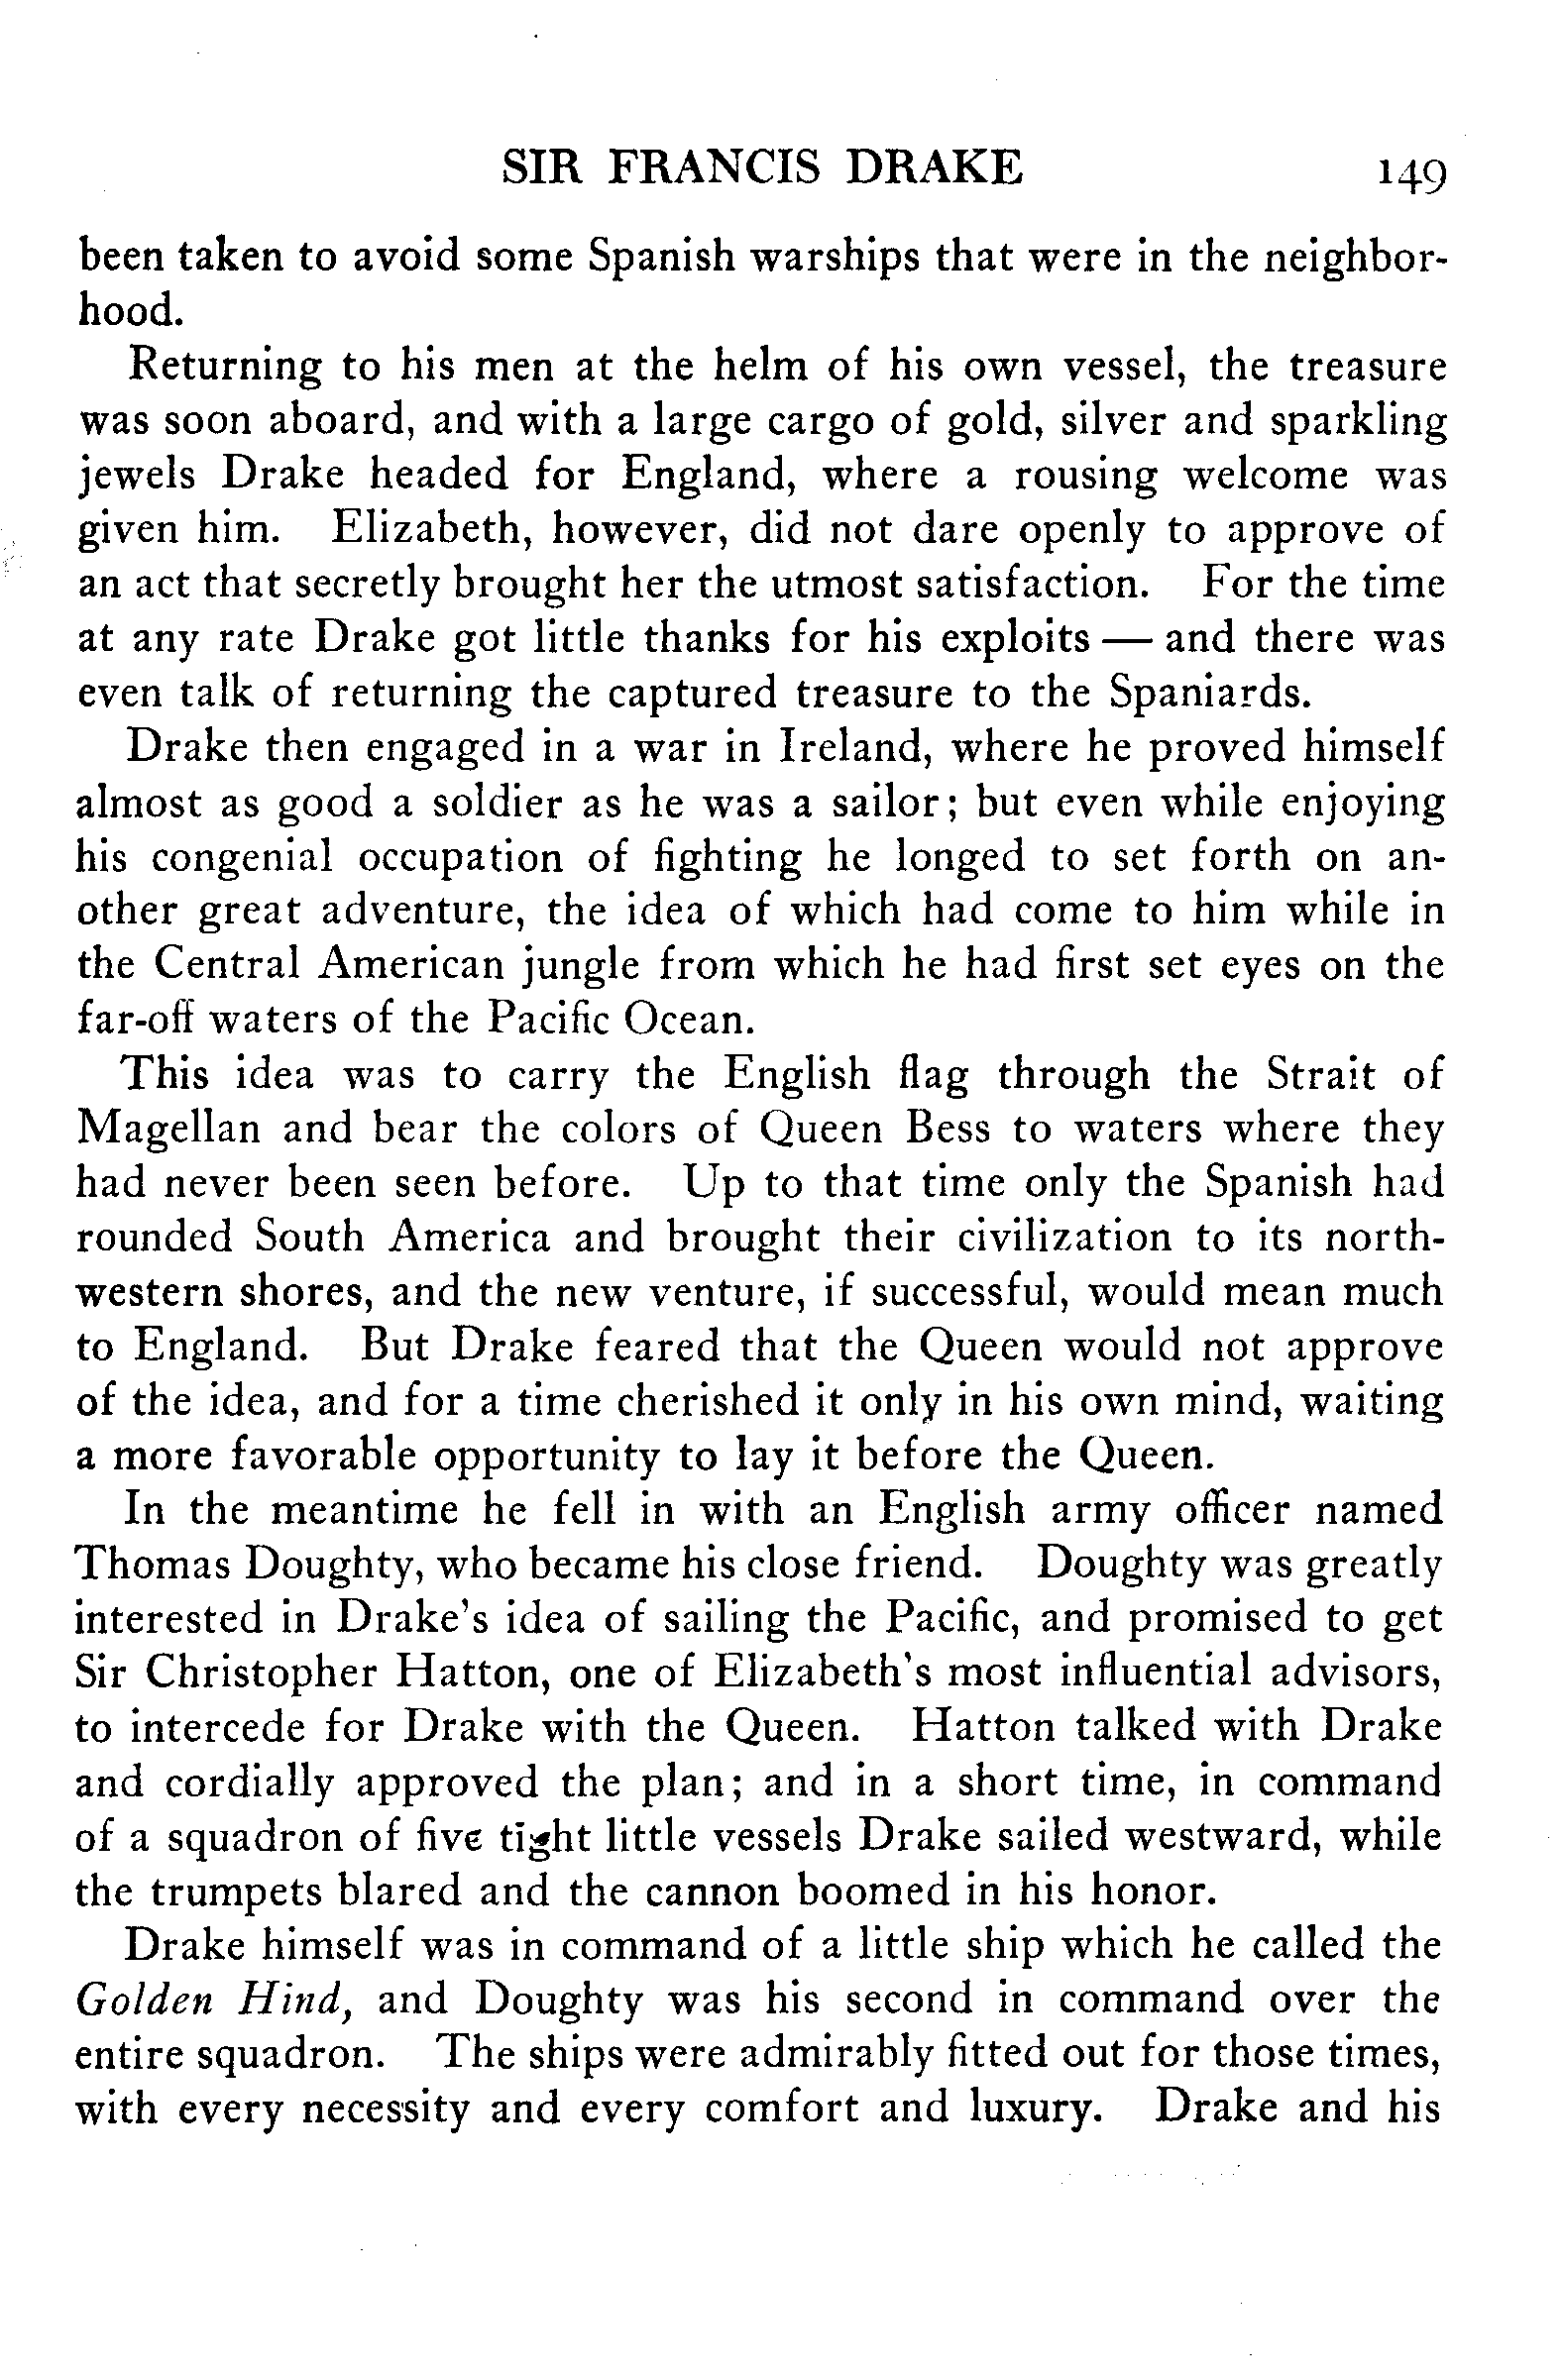 SIR FRANCIS DRAKE 149
been taken to avoid some Spanish warships that were in the neighbor-
hood.
Returning to his men at the helm of his own vessel, the treasure
was soon aboard, and with a large cargo of gold, silver and sparkling
jewels Drake headed for England, where a rousing welcome was
given him. Elizabeth, however, did not dare openly to approve of
an act that secretly brought her the utmost satisfaction. For the time
at any rate Drake got little thanks for his exploits — and there was
even talk of returning the captured treasure to the Spaniards.
Drake then engaged in a war in Ireland, where he proved himself
almost as good a soldier as he was a sailor; but even while enjoying
his congenial occupation of fighting he longed to set forth on an-
other great adventure, the idea of which had come to him while in
the Central American jungle from which he had first set eyes on the
far-off waters of the Pacific Ocean.
This idea was to carry the English flag through the Strait of
Magellan and bear the colors of Queen Bess to waters where they
had never been seen before. Up to that time only the Spanish had
rounded South America and brought their civilization to its north-
western shores, and the new venture, if successful, would mean much
to England. But Drake feared that the Queen would not approve
of the idea, and for a time cherished it only in his own mind, waiting
a more favorable opportunity to lay it before the Queen.
In the meantime he fell in with an English army officer named
Thomas Doughty, who became his close friend. Doughty was greatly
interested in Drake's idea of sailing the Pacific, and promised to get
Sir Christopher Hatton, one of Elizabeth's most influential advisors,
to intercede for Drake with the Queen. Hatton talked with Drake
and cordially approved the plan; and in a short time, in command
of a squadron of five tight little vessels Drake sailed westward, while
the trumpets blared and the cannon boomed in his honor.
Drake himself was in command of a little ship which he called the
Golden Hind, and Doughty was his second in command over the
entire squadron. The ships were admirably fitted out for those times,
with every necessity and every comfort and luxury. Drake and his